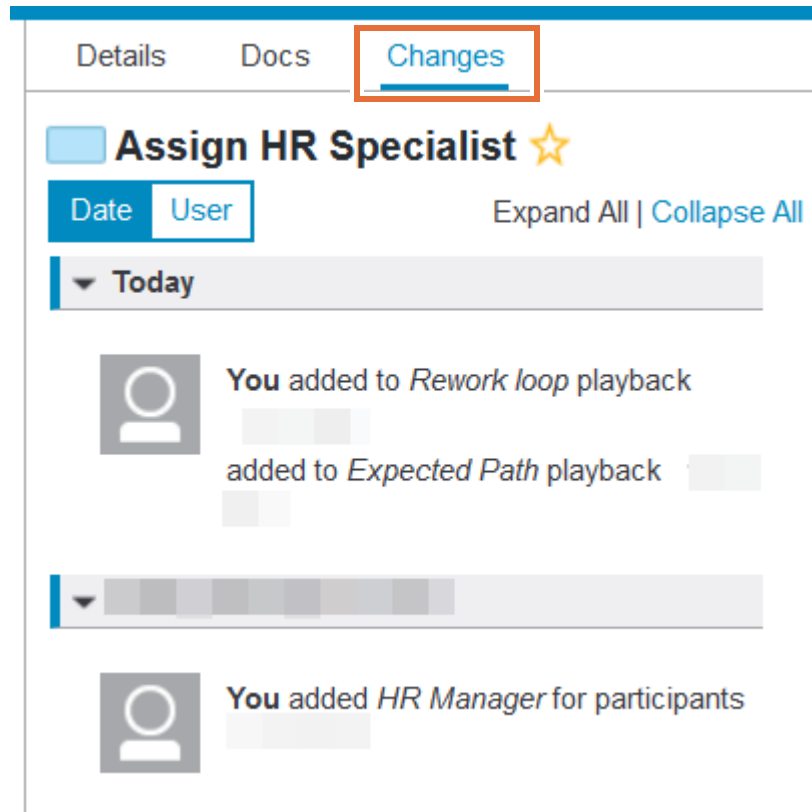 Details Docs Changes
Assign HR Specialist
Date User Expand All | Collapse All
Today
You added to Rework loop playback
added to Expected Path playback
You added HR Manager for participants